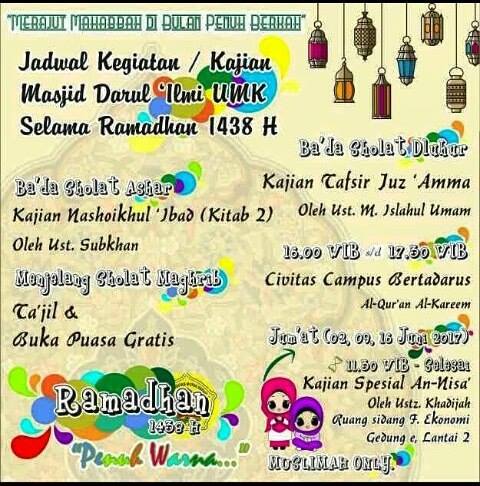 "Merajut Mahabbah di Bulan Penuh Berkah"
Jadwal Kegiatan / Kajian
Masjid Darul 'Ilmi UMK
Selama Ramadhan 1438 H
Ba'da Sholat Ashar
Kajian Nashoikhul 'Ibad (Kitab 2)
Oleh Ust. Subkhan
Menjelang Sholat Maghrib
Ta'jil &
Buka Puasa Gratis
Ramadhan
1438 H
"Penuh Warna..."
Ba'da Sholat Dluhur
Kajian Tafsir Juz 'Amma
Oleh Ust. M. Islahul Umam
16.00 WIB s/d 17.30 WIB
Civitas Campus Bertadarus
Al-Qur'an Al-Kareem
Jum'at (02, 09, 16 Juni 2017)
11.30 WIB - Selesai
Kajian Spesial An-Nisa'
Oleh Ustz. Khadijah
Ruang sidang F. Ekonomi
Gedung e, Lantai 2
MUSLIMAH ONLY.